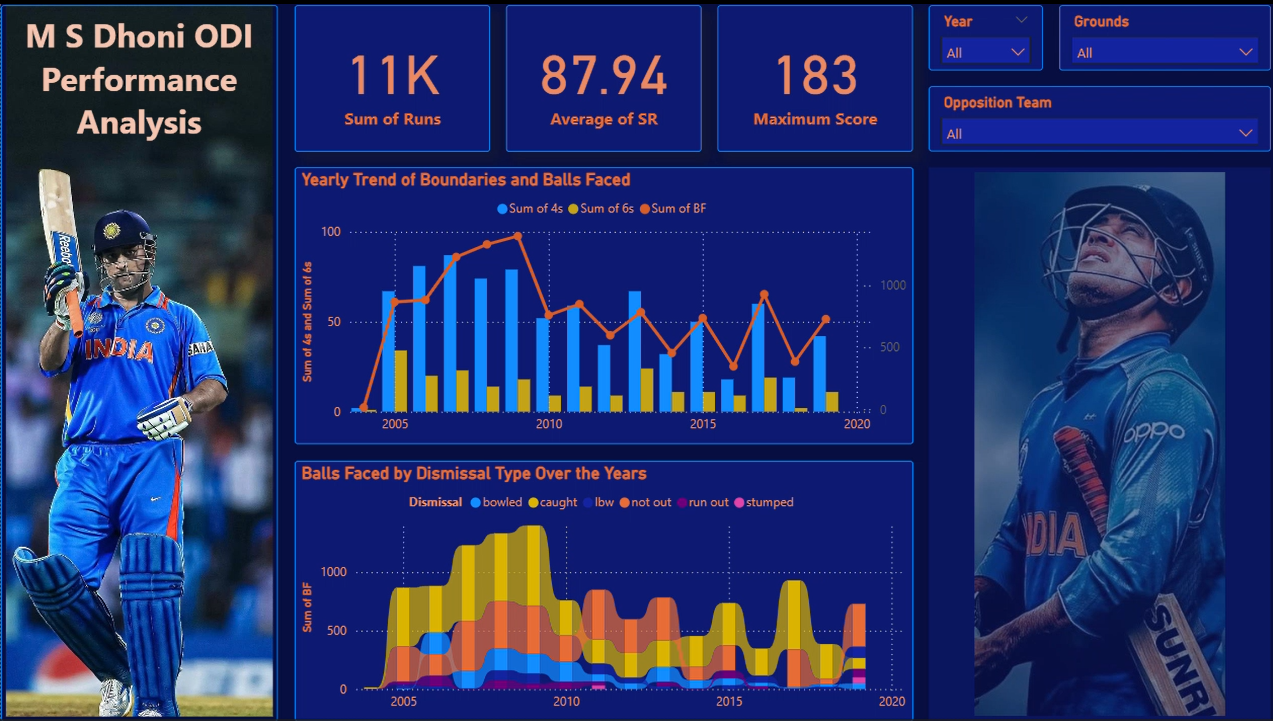 M S Dhoni ODI
Performance
Analysis
11K
Sum of Runs
87.94
Average of SR
183
Maximum Score
Year
All
Grounds
All
Opposition Team
All
Yearly Trend of Boundaries and Balls Faced
Sum of 4s Sum of 6s Sum of BF
Sum of 4s and Sum of 6s
100
50
0
1000
500
0
2005 2010 2015 2020
Balls Faced by Dismissal Type Over the Years
Dismissal bowled caught lbw not out run out stumped
Sum of BF
1000
500
0
2005 2010 2015 2020
Reebok
INDIA
SAHA
oppo
INDIA
SUNRI